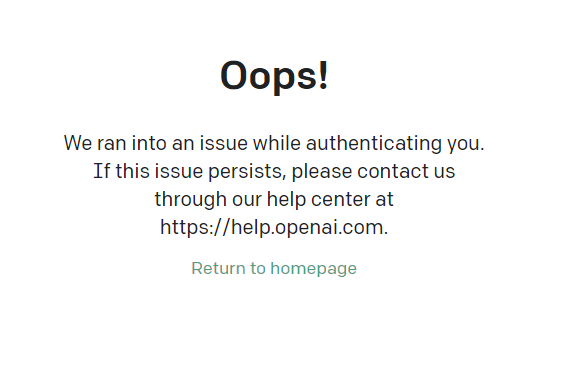 Oops!
We ran into an issue while authenticating you.
If this issue persists, please contact us
through our help center at
https://help.openai.com.
Return to homepage